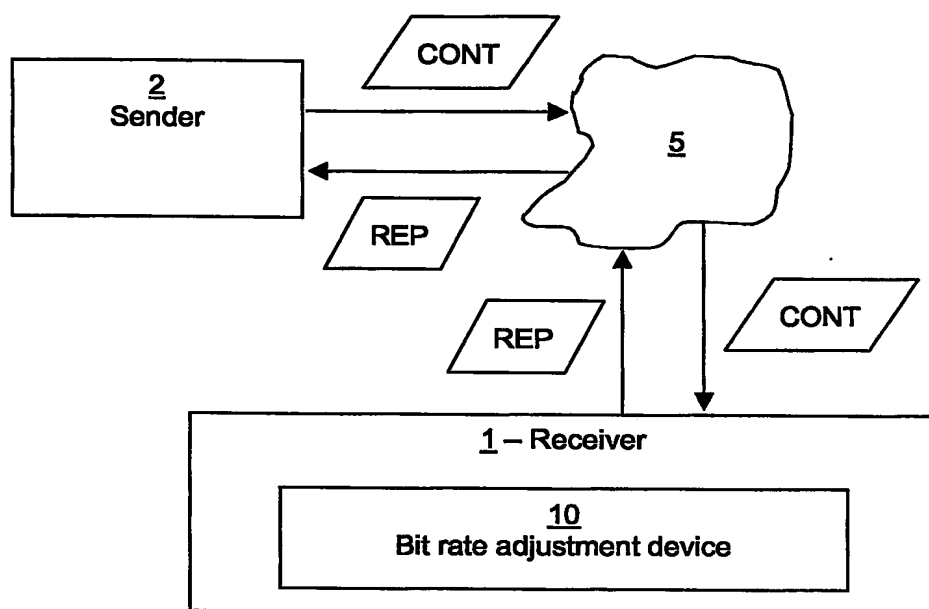 CONT
2
Sender
5
REP
REP
CONT
1 – Receiver
10
Bit rate adjustment device